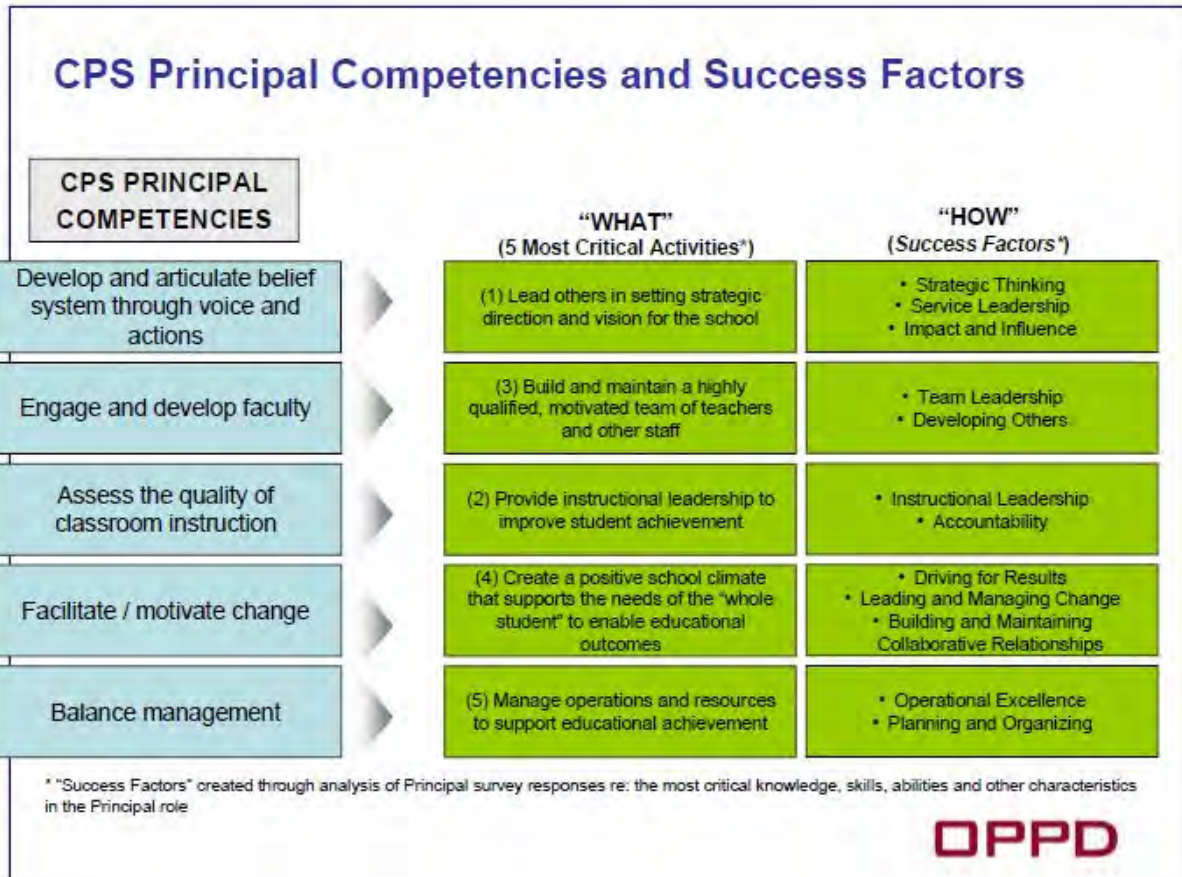 CPS Principal Competencies and Success Factors
CPS PRINCIPAL
COMPETENCIES
"WHAT"
(5 Most Critical Activities*)
"HOW"
(Success Factors*)
Develop and articulate belief
system through voice and
actions
(1) Lead others in setting strategic
direction and vision for the school
• Strategic Thinking
• Service Leadership
• Impact and Influence
Engage and develop faculty
(3) Build and maintain a highly
qualified, motivated team of teachers
and other staff
• Team Leadership
• Developing Others
Assess the quality of
classroom instruction
(2) Provide instructional leadership to
improve student achievement
• Instructional Leadership
• Accountability
Facilitate / motivate change
(4) Create a positive school climate
that supports the needs of the "whole
student" to enable educational
outcomes
• Driving for Results
• Leading and Managing Change
• Building and Maintaining
Collaborative Relationships
Balance management
(5) Manage operations and resources
to support educational achievement
• Operational Excellence
• Planning and Organizing
* "Success Factors" created through analysis of Principal survey responses re: the most critical knowledge, skills, abilities and other characteristics
in the Principal role
OPPD